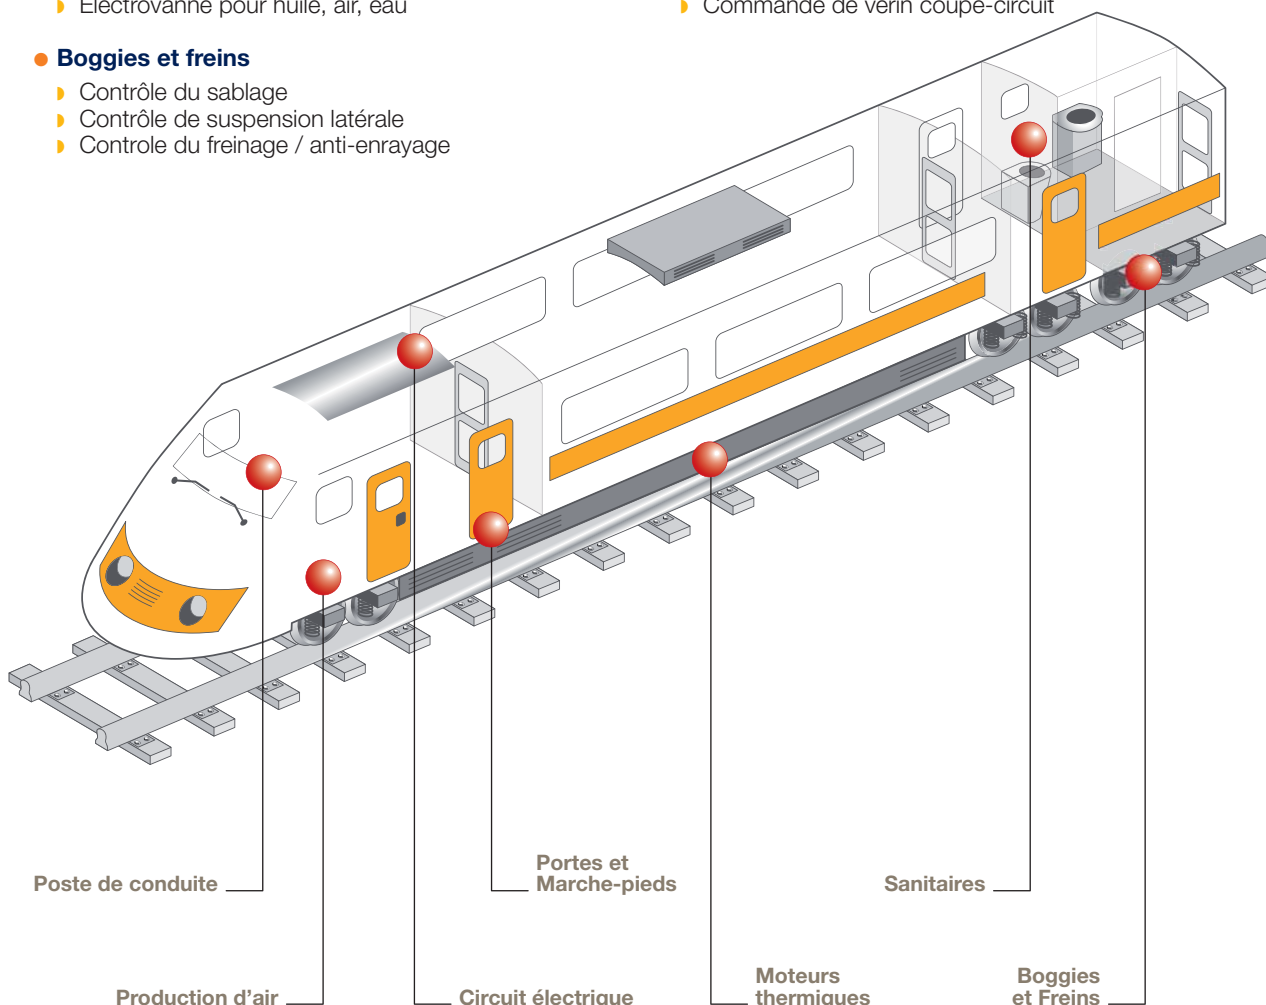 Electrovanne pour huile, air, eau
Commande de vérin coupe-circuit
Boggies et freins
Contrôle du sablage
Contrôle de suspension latérale
Controle du freinage / anti-enrayage
Portes et
Marche-pieds
Poste de conduite
Sanitaires
Moteurs
thermiques
Boggies
et Freins
Production d’air
Circuit électrique